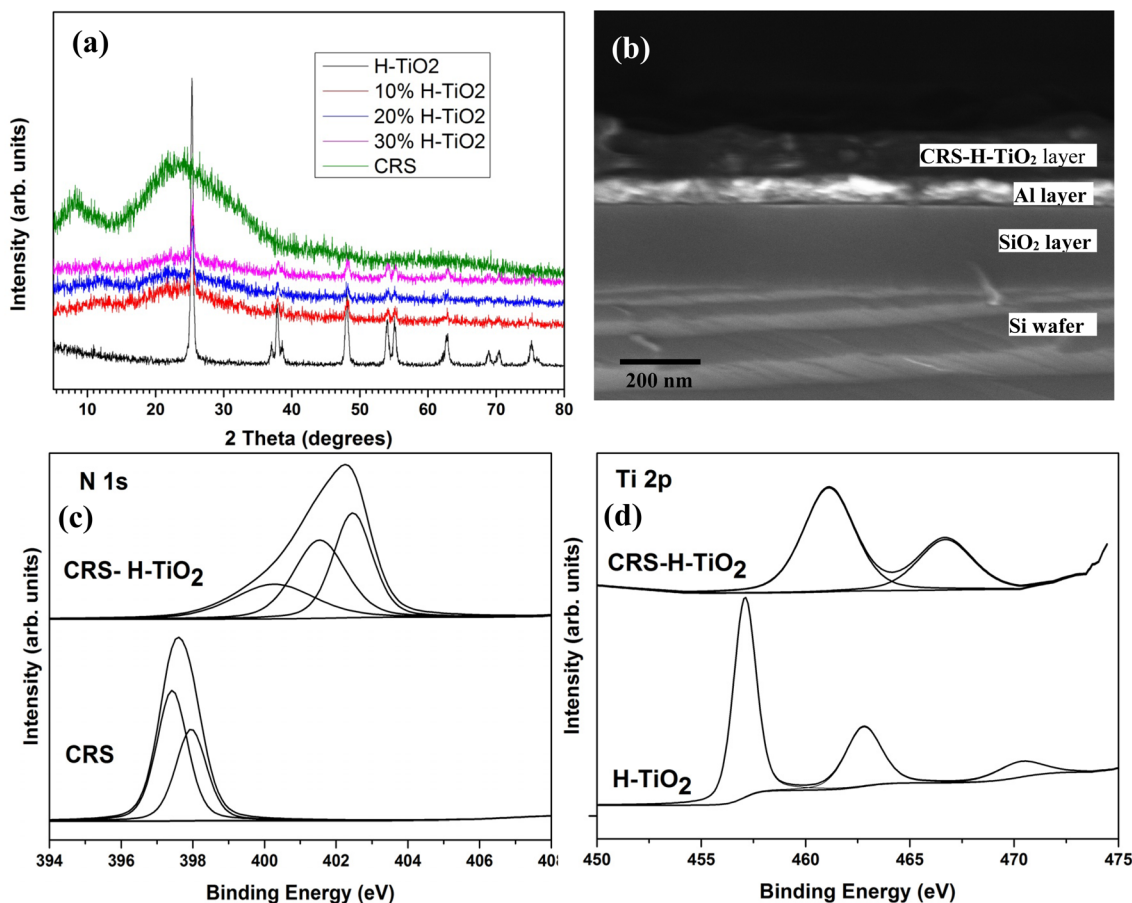 (a)
H-TiO2
10% H-TiO2
20% H-TiO2
30% H-TiO2
CRS
Intensity (arb. units)
10 20 30 40 50 60 70 80
2 Theta (degrees)
(b)
CRS-H-TiO₂ layer
Al layer
SiO₂ layer
Si wafer
200 nm
N 1s
(c)
CRS- H-TiO₂
CRS
Intensity (arb. units)
394 396 398 400 402 404 406 408
Binding Energy (eV)
Ti 2p
(d)
CRS-H-TiO₂
H-TiO₂
Intensity (arb. units)
450 455 460 465 470 475
Binding Energy (eV)